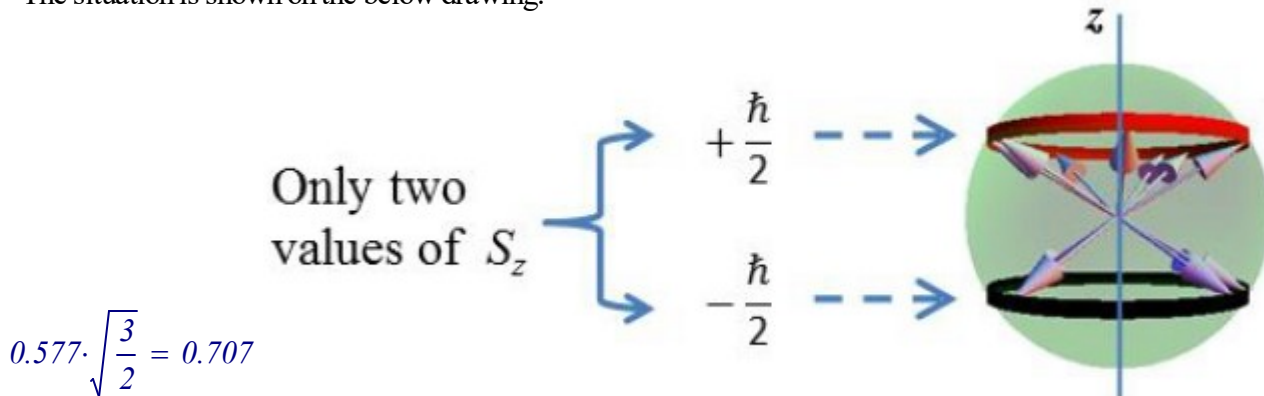 The situation is shown on the below drawing.
z
+ħ/2
Only two
values of S_z
-ħ/2
0.577·√(3/2) = 0.707